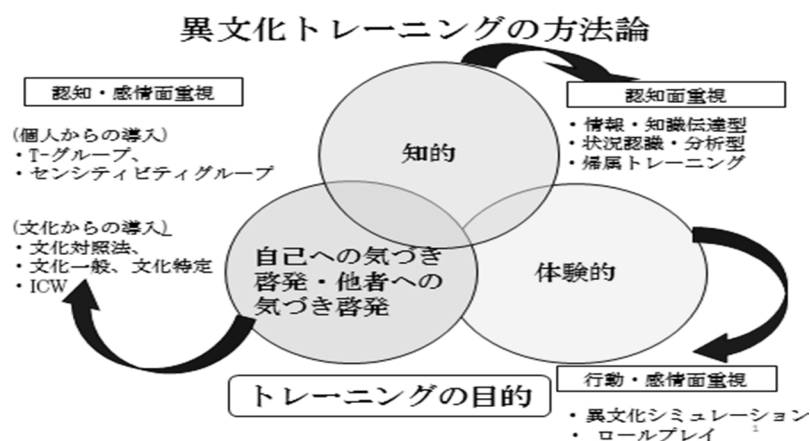 異文化トレーニングの方法論
認知・感情面重視
(個人からの導入)
・T-グループ、
・センシティビティグループ
(文化からの導入)
・文化対照法、
・文化一般、文化特定
・ICW
知的
自己への気づき
啓発・他者への
気づき啓発
体験的
認知面重視
・情報・知識伝達型
・状況認識・分析型
・帰属トレーニング
行動・感情面重視
・異文化シミュレーション
・ロールプレイ
トレーニングの目的
1